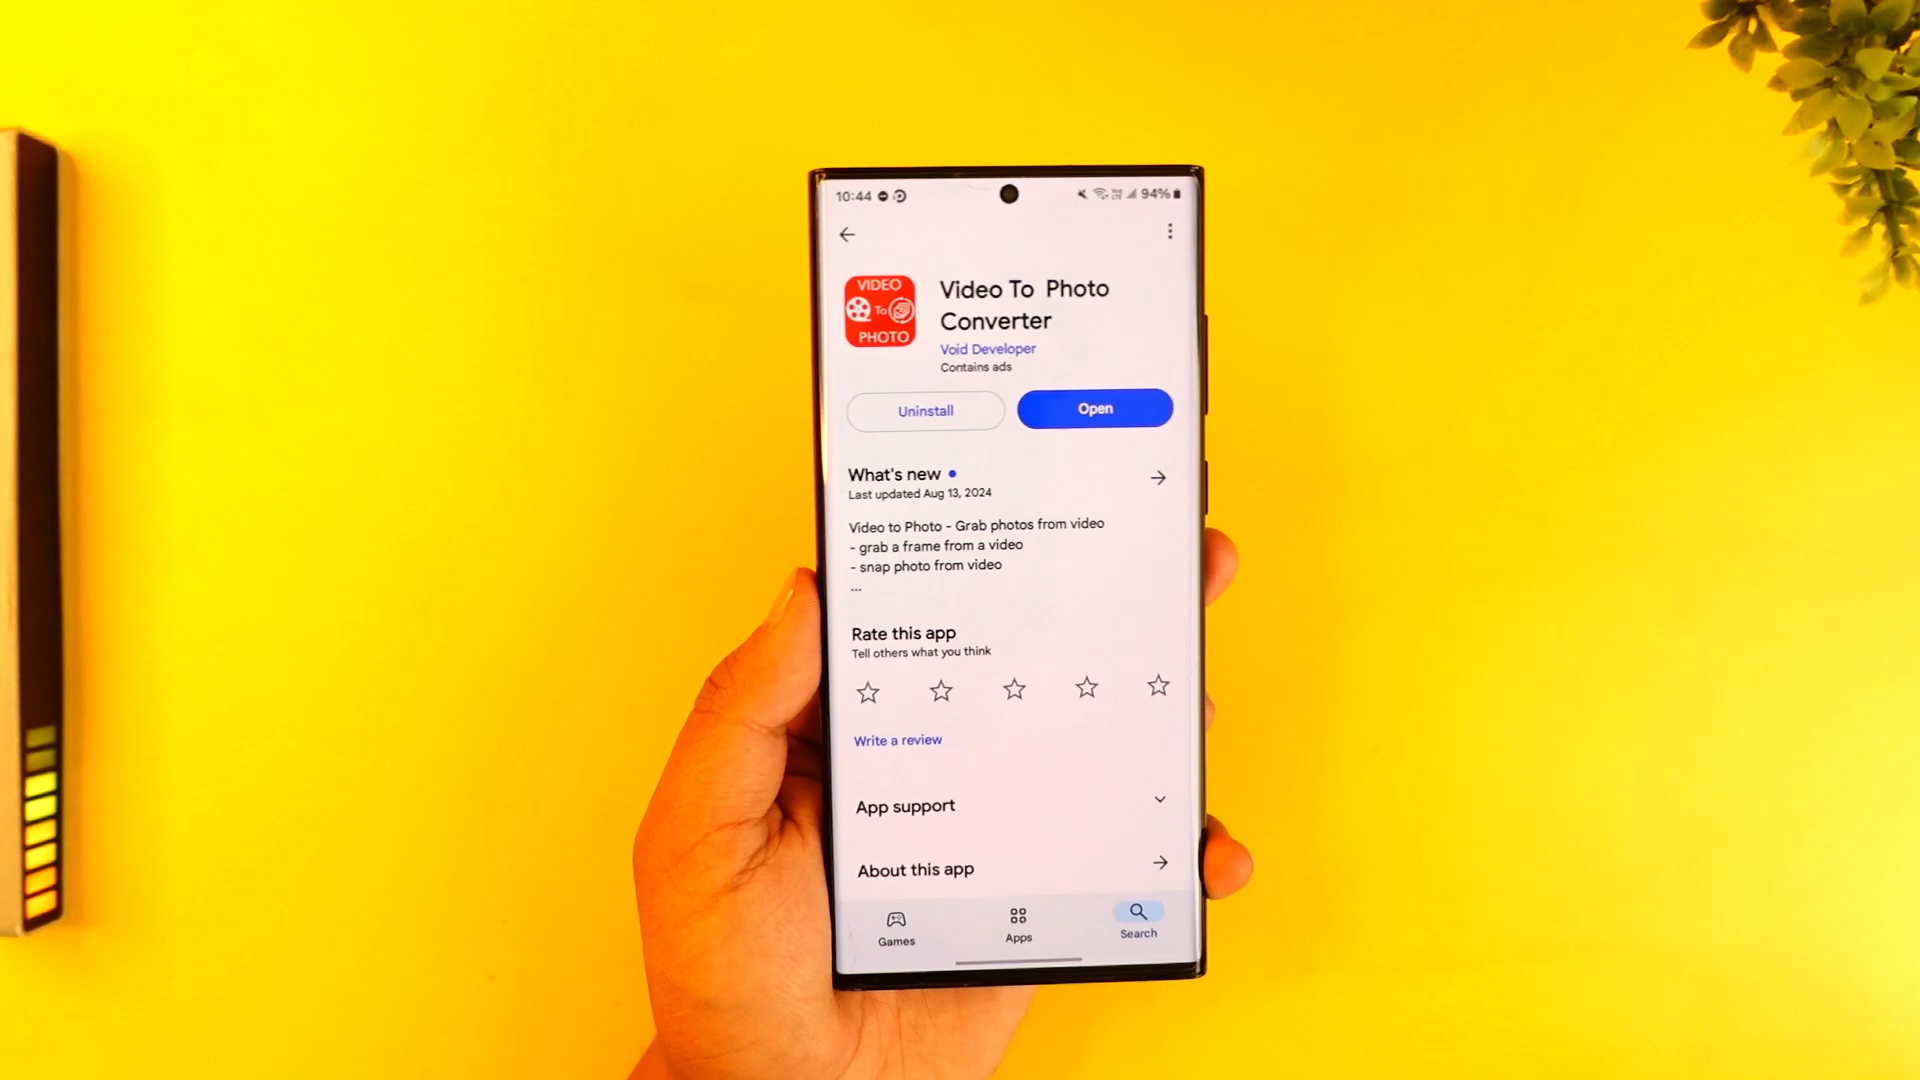 10:44 94%
VIDEO
To
PHOTO
Video To Photo
Converter
Void Developer
Contains ads
Uninstall Open
What's new
Last updated Aug 13, 2024
Video to Photo - Grab photos from video
- grab a frame from a video
- snap photo from video
...
Rate this app
Tell others what you think
Write a review
App support
About this app
Games Apps Search